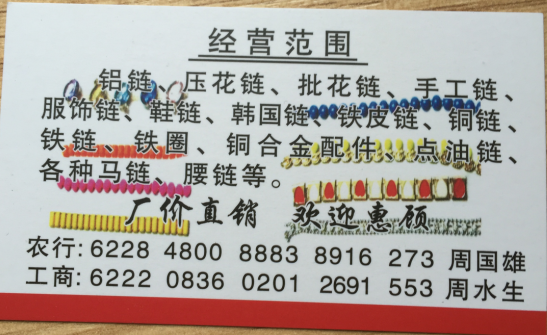 经营范围
铝链、压花链、批花链、手工链、
服饰链、鞋链、韩国链、铁皮链、铜链、
铁链、铁圈、铜合金配件、点油链、
各种马链、腰链等。
厂价直销 欢迎惠顾
农行: 6228 4800 8883 8916 273 周国雄
工商: 6222 0836 0201 2691 553 周水生